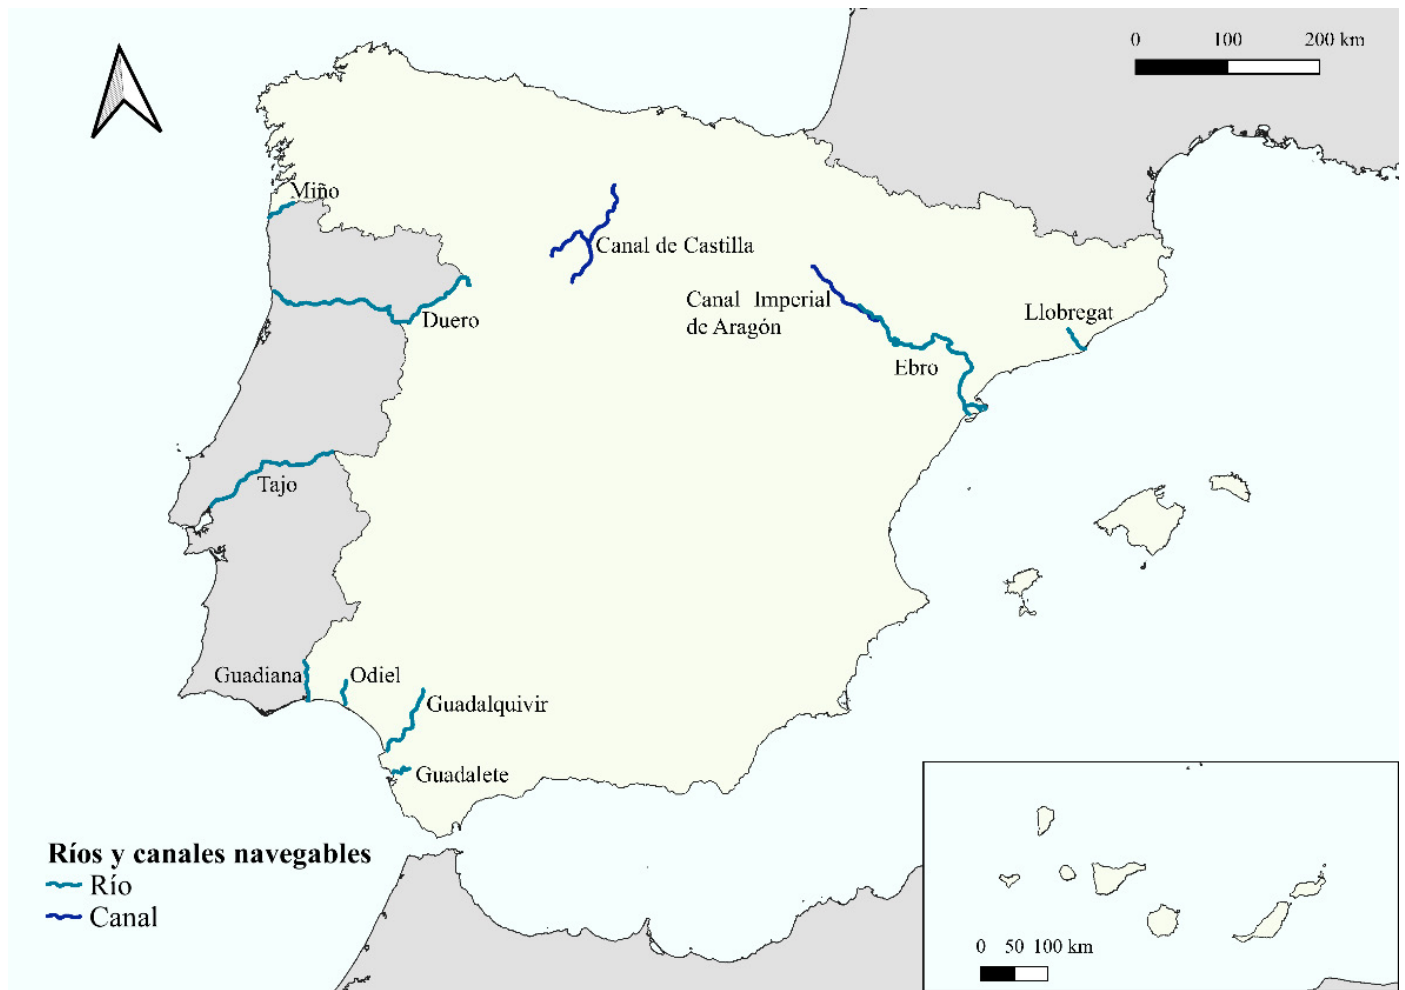 0 100 200 km
Miño
Canal de Castilla
Canal Imperial
de Aragón
Llobregat
Duero
Ebro
Tajo
Guadiana
Odiel
Guadalquivir
Guadalete
Ríos y canales navegables
Río
Canal
0 50 100 km